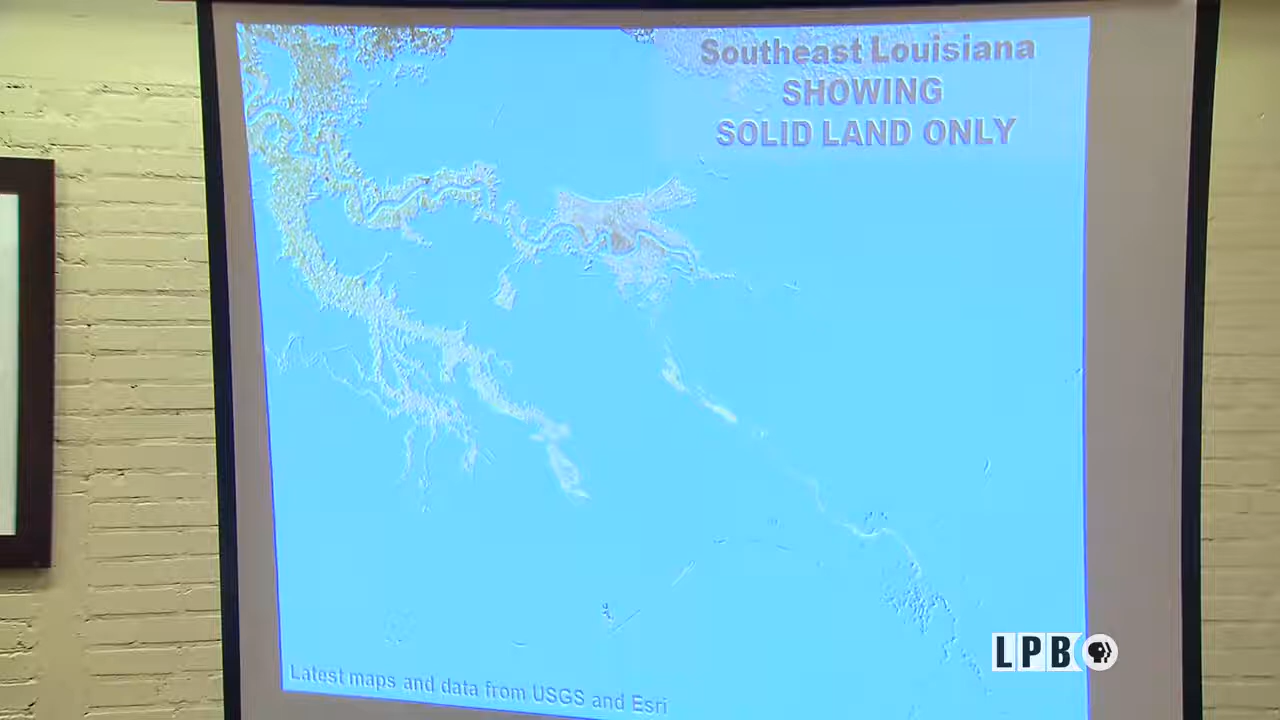 Southeast Louisiana
SHOWING
SOLID LAND ONLY
Latest maps and data from USGS and Esri
LPB